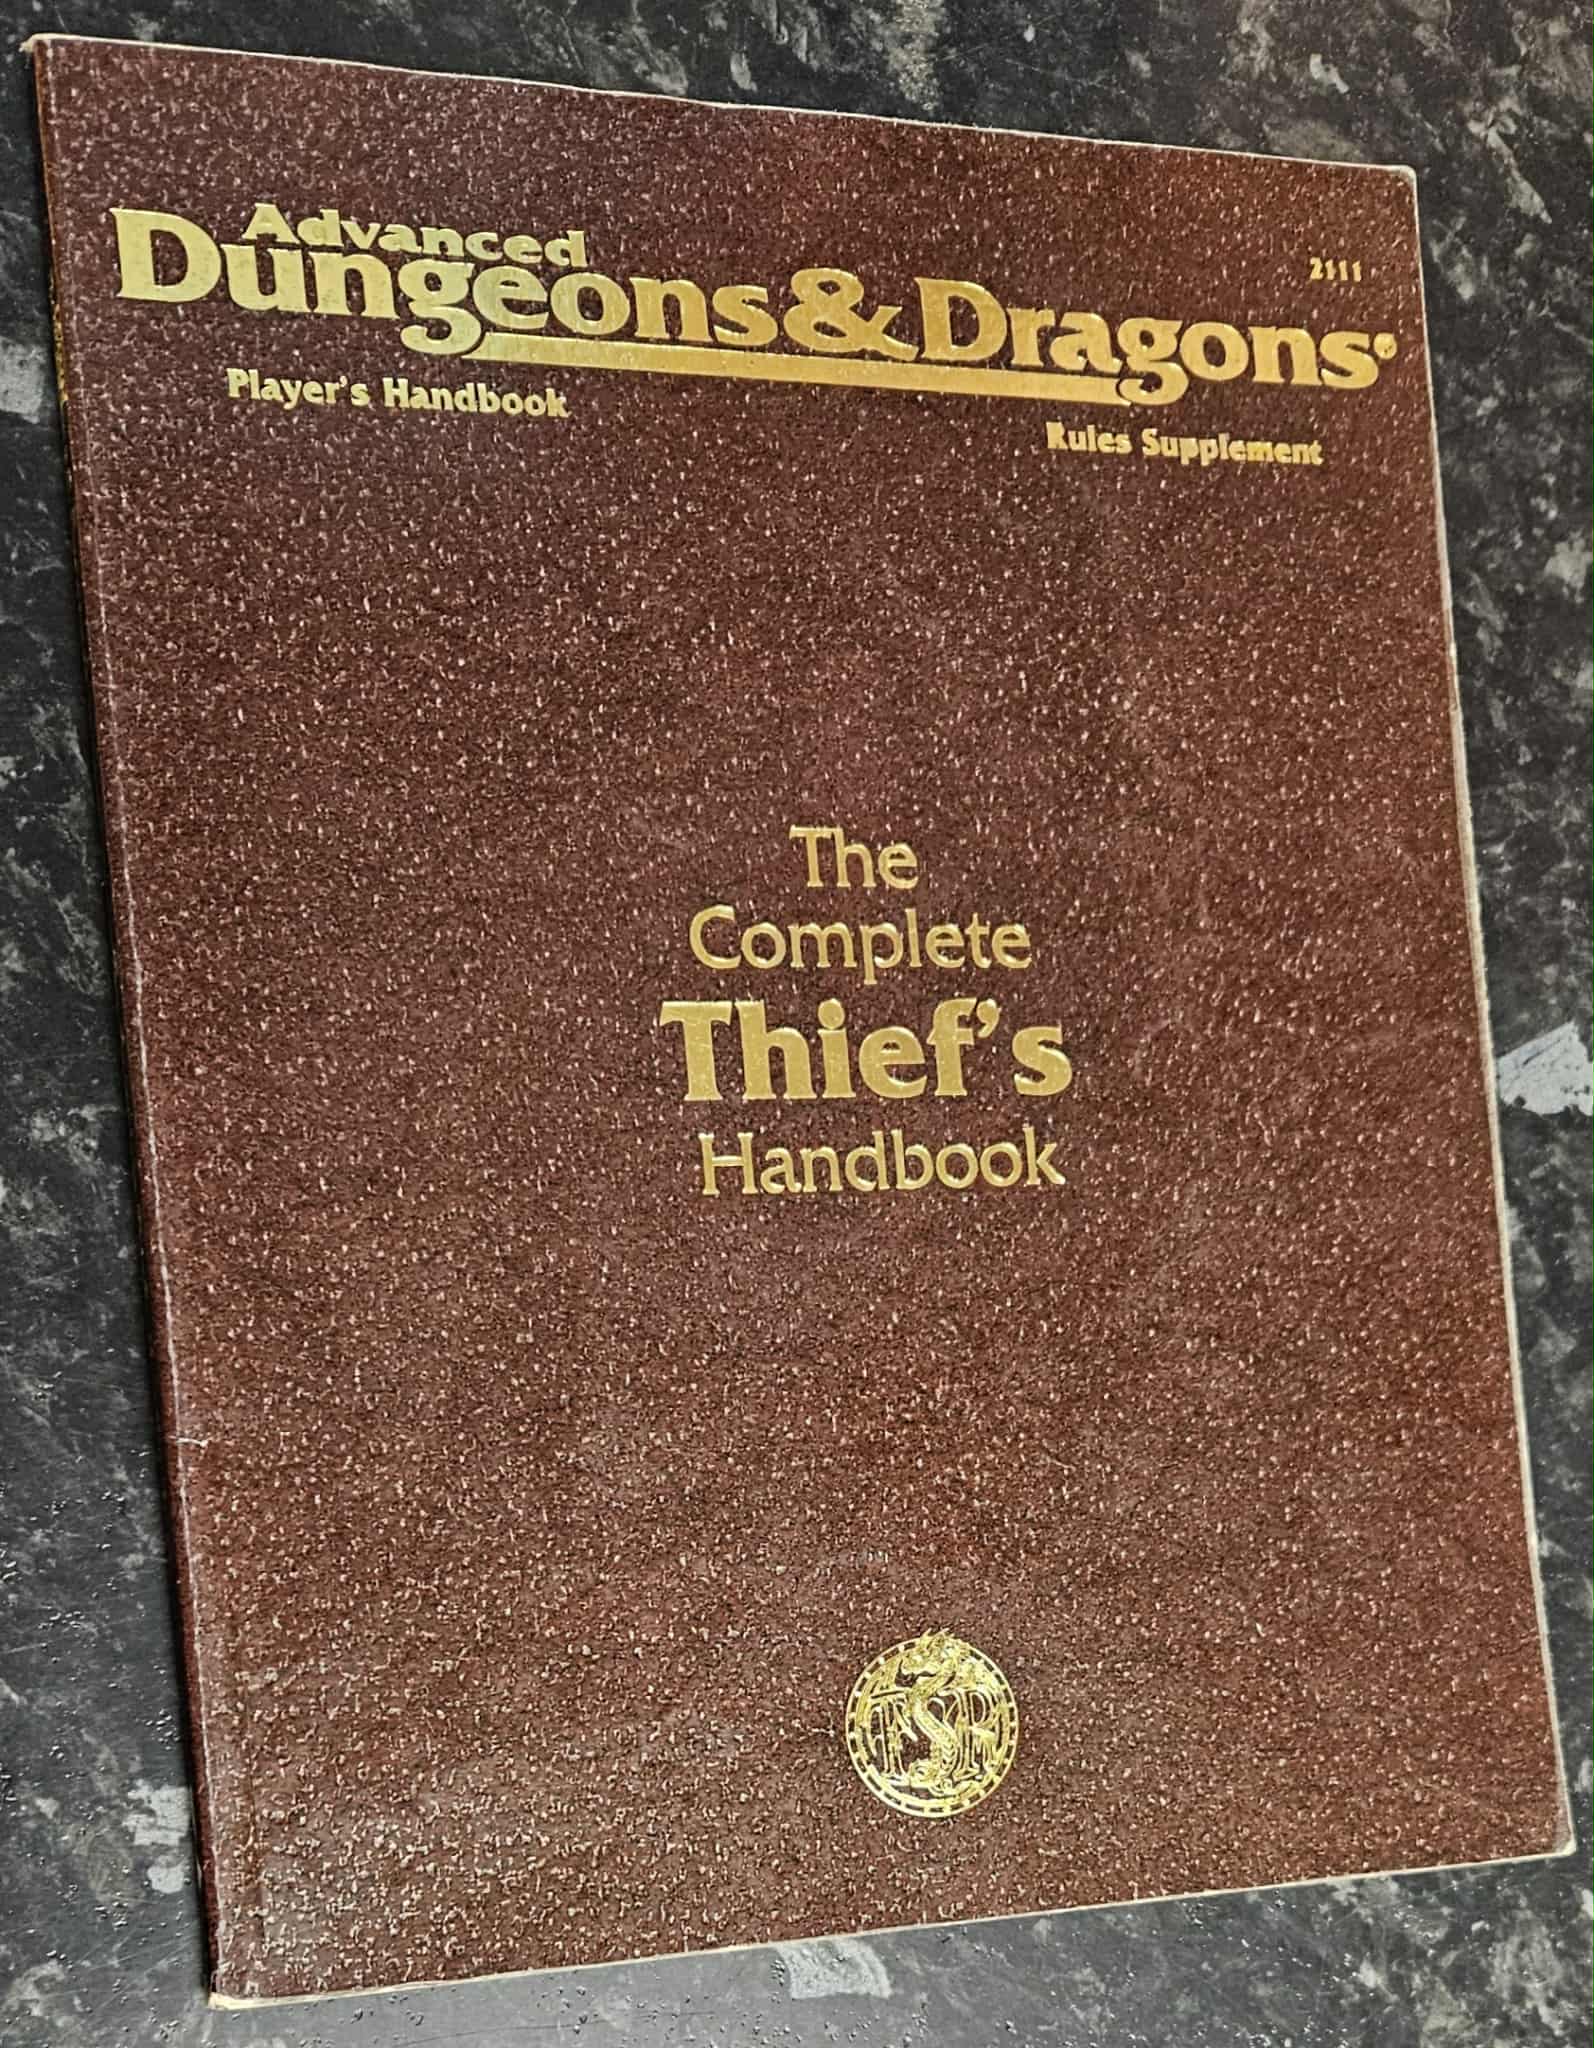 2111
Advanced
Dungeons & Dragons®
Player's Handbook
Rules Supplement
The
Complete
Thief's
Handbook
TSR